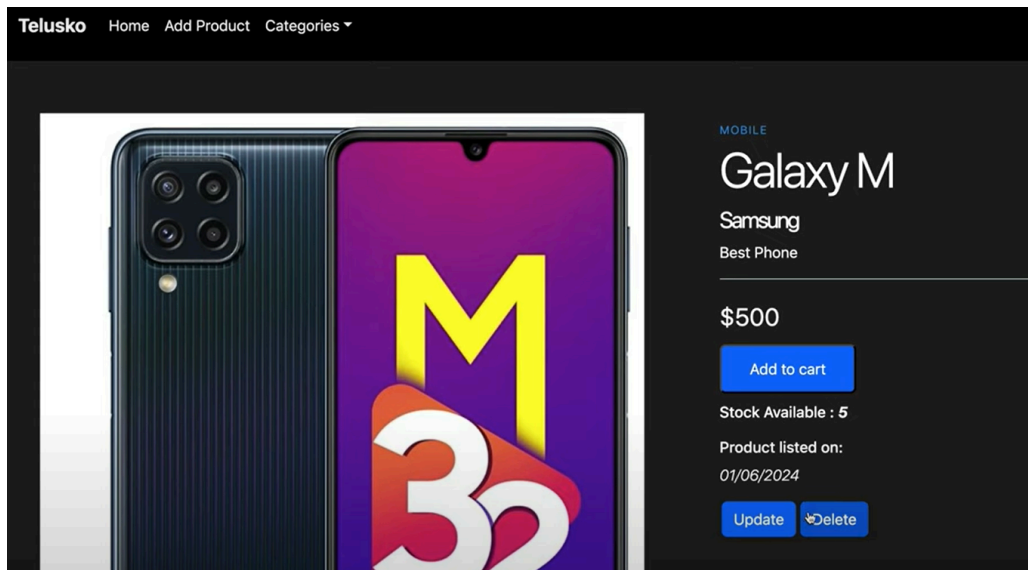 Telusko Home Add Product Categories
MOBILE
Galaxy M
Samsung
Best Phone
$500
Add to cart
Stock Available : 5
Product listed on:
01/06/2024
Update Delete
M
32